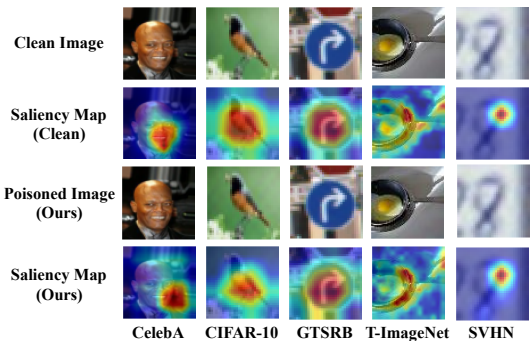 Clean Image
Saliency Map
(Clean)
Poisoned Image
(Ours)
Saliency Map
(Ours)
CelebA CIFAR-10 GTSRB T-ImageNet SVHN